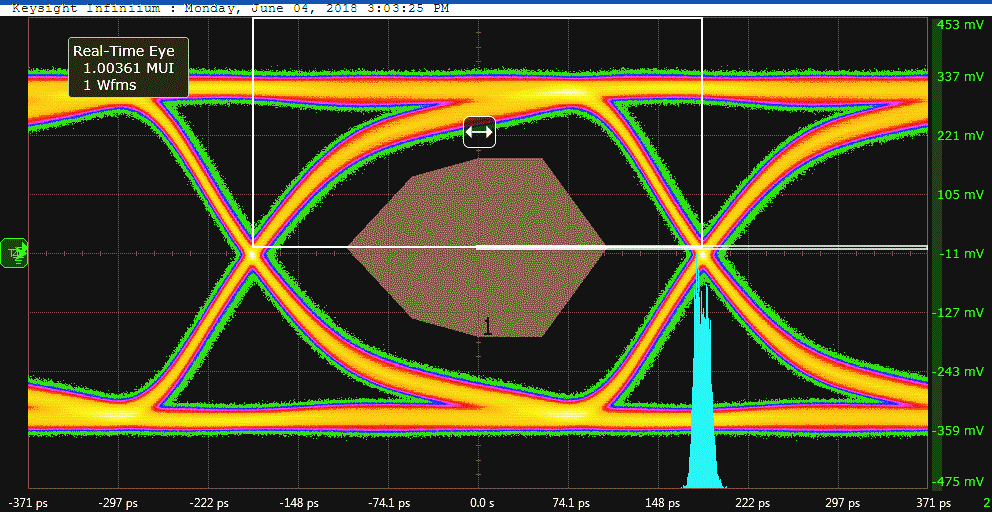 Keysight Infiniium : Monday, June 04, 2018 3:03:25 PM
Real-Time Eye
1.00361 MUI
1 Wfms
453 mV
337 mV
221 mV
105 mV
-11 mV
-127 mV
-243 mV
-359 mV
-475 mV
1
-371 ps -297 ps -222 ps -148 ps -74.1 ps 0.0 s 74.1 ps 148 ps 222 ps 297 ps 371 ps 2